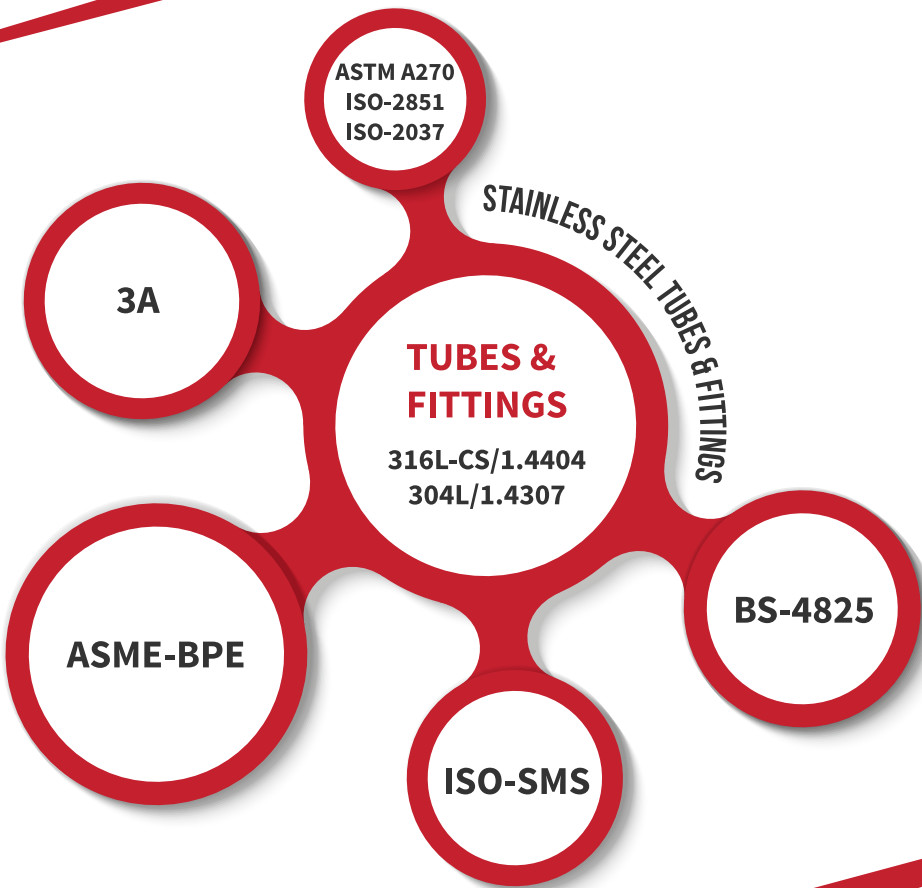 ASTM A270
ISO-2851
ISO-2037
STAINLESS STEEL TUBES & FITTINGS
3A
TUBES &
FITTINGS
316L-CS/1.4404
304L/1.4307
BS-4825
ASME-BPE
ISO-SMS